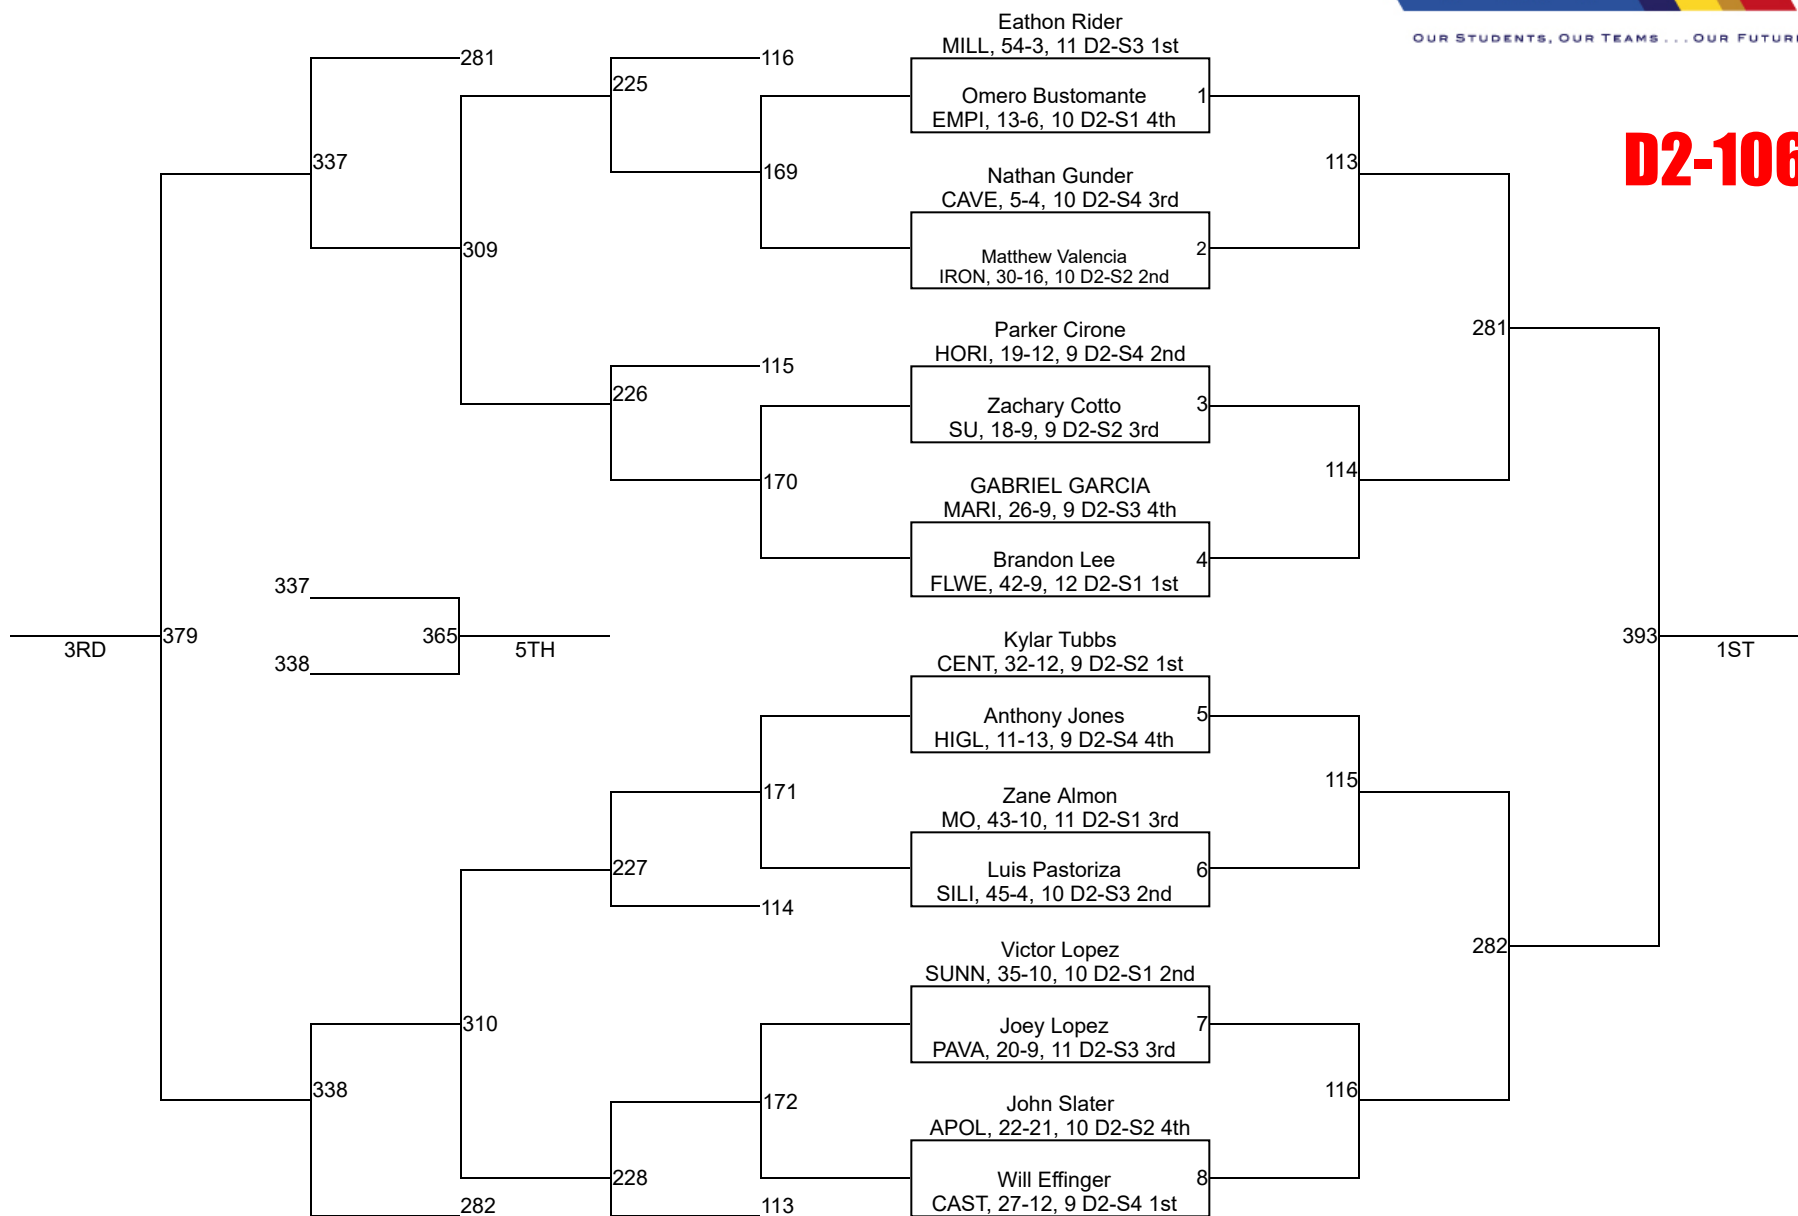 OUR STUDENTS, OUR TEAMS . . . OUR FUTUR
D2-106
Eathon Rider
MILL, 54-3, 11 D2-S3 1st
281
116
225
Omero Bustomante
1
EMPI, 13-6, 10 D2-S1 4th
337
169
113
Nathan Gunder
CAVE, 5-4, 10 D2-S4 3rd
309
Matthew Valencia
2
IRON, 30-16, 10 D2-S2 2nd
Parker Cirone
281
HORI, 19-12, 9 D2-S4 2nd
115
226
Zachary Cotto
3
SU, 18-9, 9 D2-S2 3rd
170
114
GABRIEL GARCIA
MARI, 26-9, 9 D2-S3 4th
Brandon Lee
4
FLWE, 42-9, 12 D2-S1 1st
337
379
3RD
365
5TH
393
1ST
338
Kylar Tubbs
CENT, 32-12, 9 D2-S2 1st
Anthony Jones
5
HIGL, 11-13, 9 D2-S4 4th
171
115
Zane Almon
MO, 43-10, 11 D2-S1 3rd
227
Luis Pastoriza
6
SILI, 45-4, 10 D2-S3 2nd
114
Victor Lopez
282
SUNN, 35-10, 10 D2-S1 2nd
310
Joey Lopez
7
PAVA, 20-9, 11 D2-S3 3rd
338
172
116
John Slater
APOL, 22-21, 10 D2-S2 4th
228
Will Effinger
8
CAST, 27-12, 9 D2-S4 1st
282
113